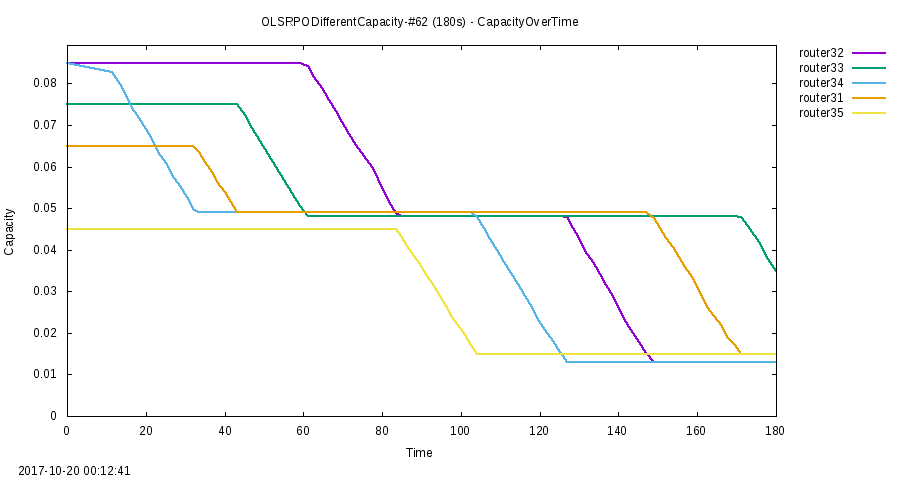 OLSRPODifferentCapacity-#62 (180s) - CapacityOverTime
router32
router33
router34
router31
router35
0.08
0.07
0.06
0.05
0.04
0.03
0.02
0.01
0
Capacity
0 20 40 60 80 100 120 140 160 180
Time
2017-10-20 00:12:41